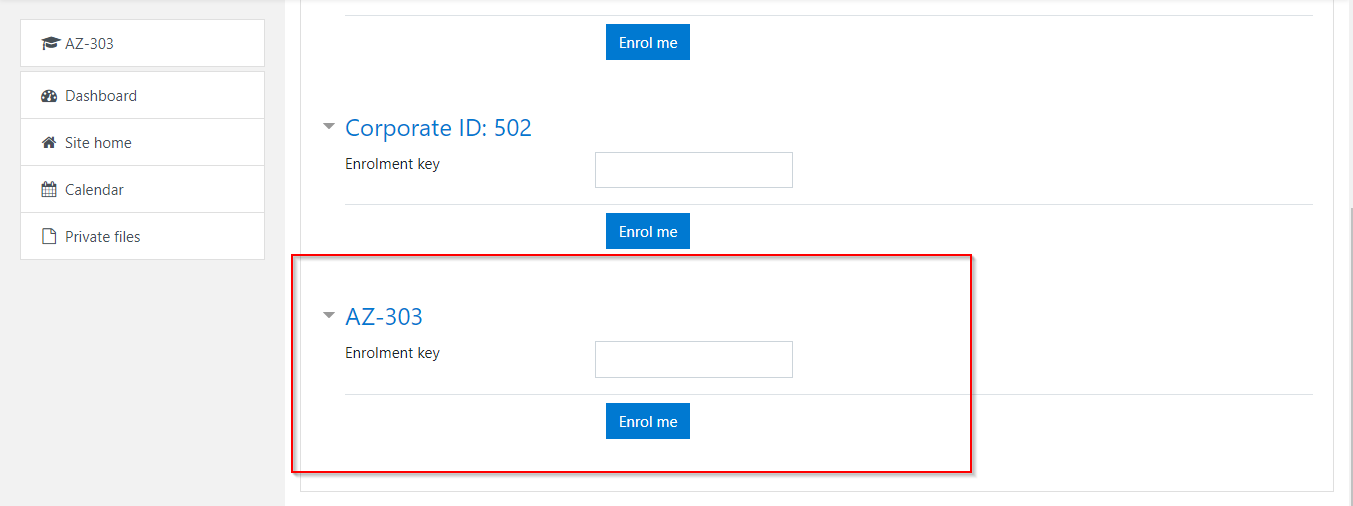 AZ-303
Dashboard
Site home
Calendar
Private files
Enrol me
Corporate ID: 502
Enrolment key
Enrol me
AZ-303
Enrolment key
Enrol me